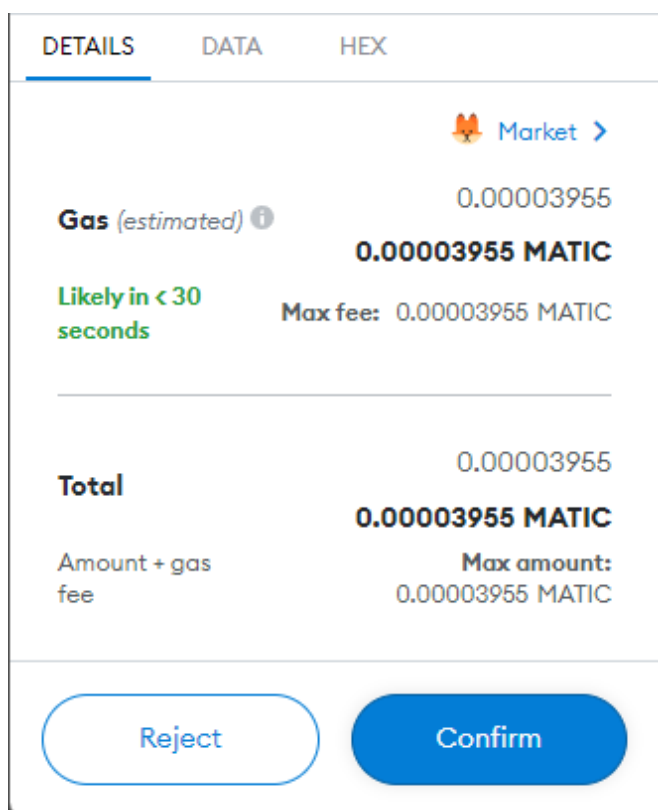 DETAILS DATA HEX
Market >
0.00003955
Gas (estimated) i
0.00003955 MATIC
Likely in < 30
seconds
Max fee: 0.00003955 MATIC
0.00003955
Total
0.00003955 MATIC
Amount + gas
fee
Max amount:
0.00003955 MATIC
Reject Confirm